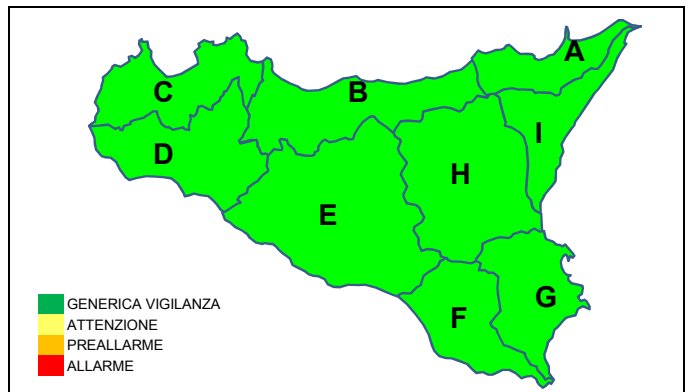 A
C
B
I
D
H
E
G
F
GENERICA VIGILANZA
ATTENZIONE
PREALLARME
ALLARME